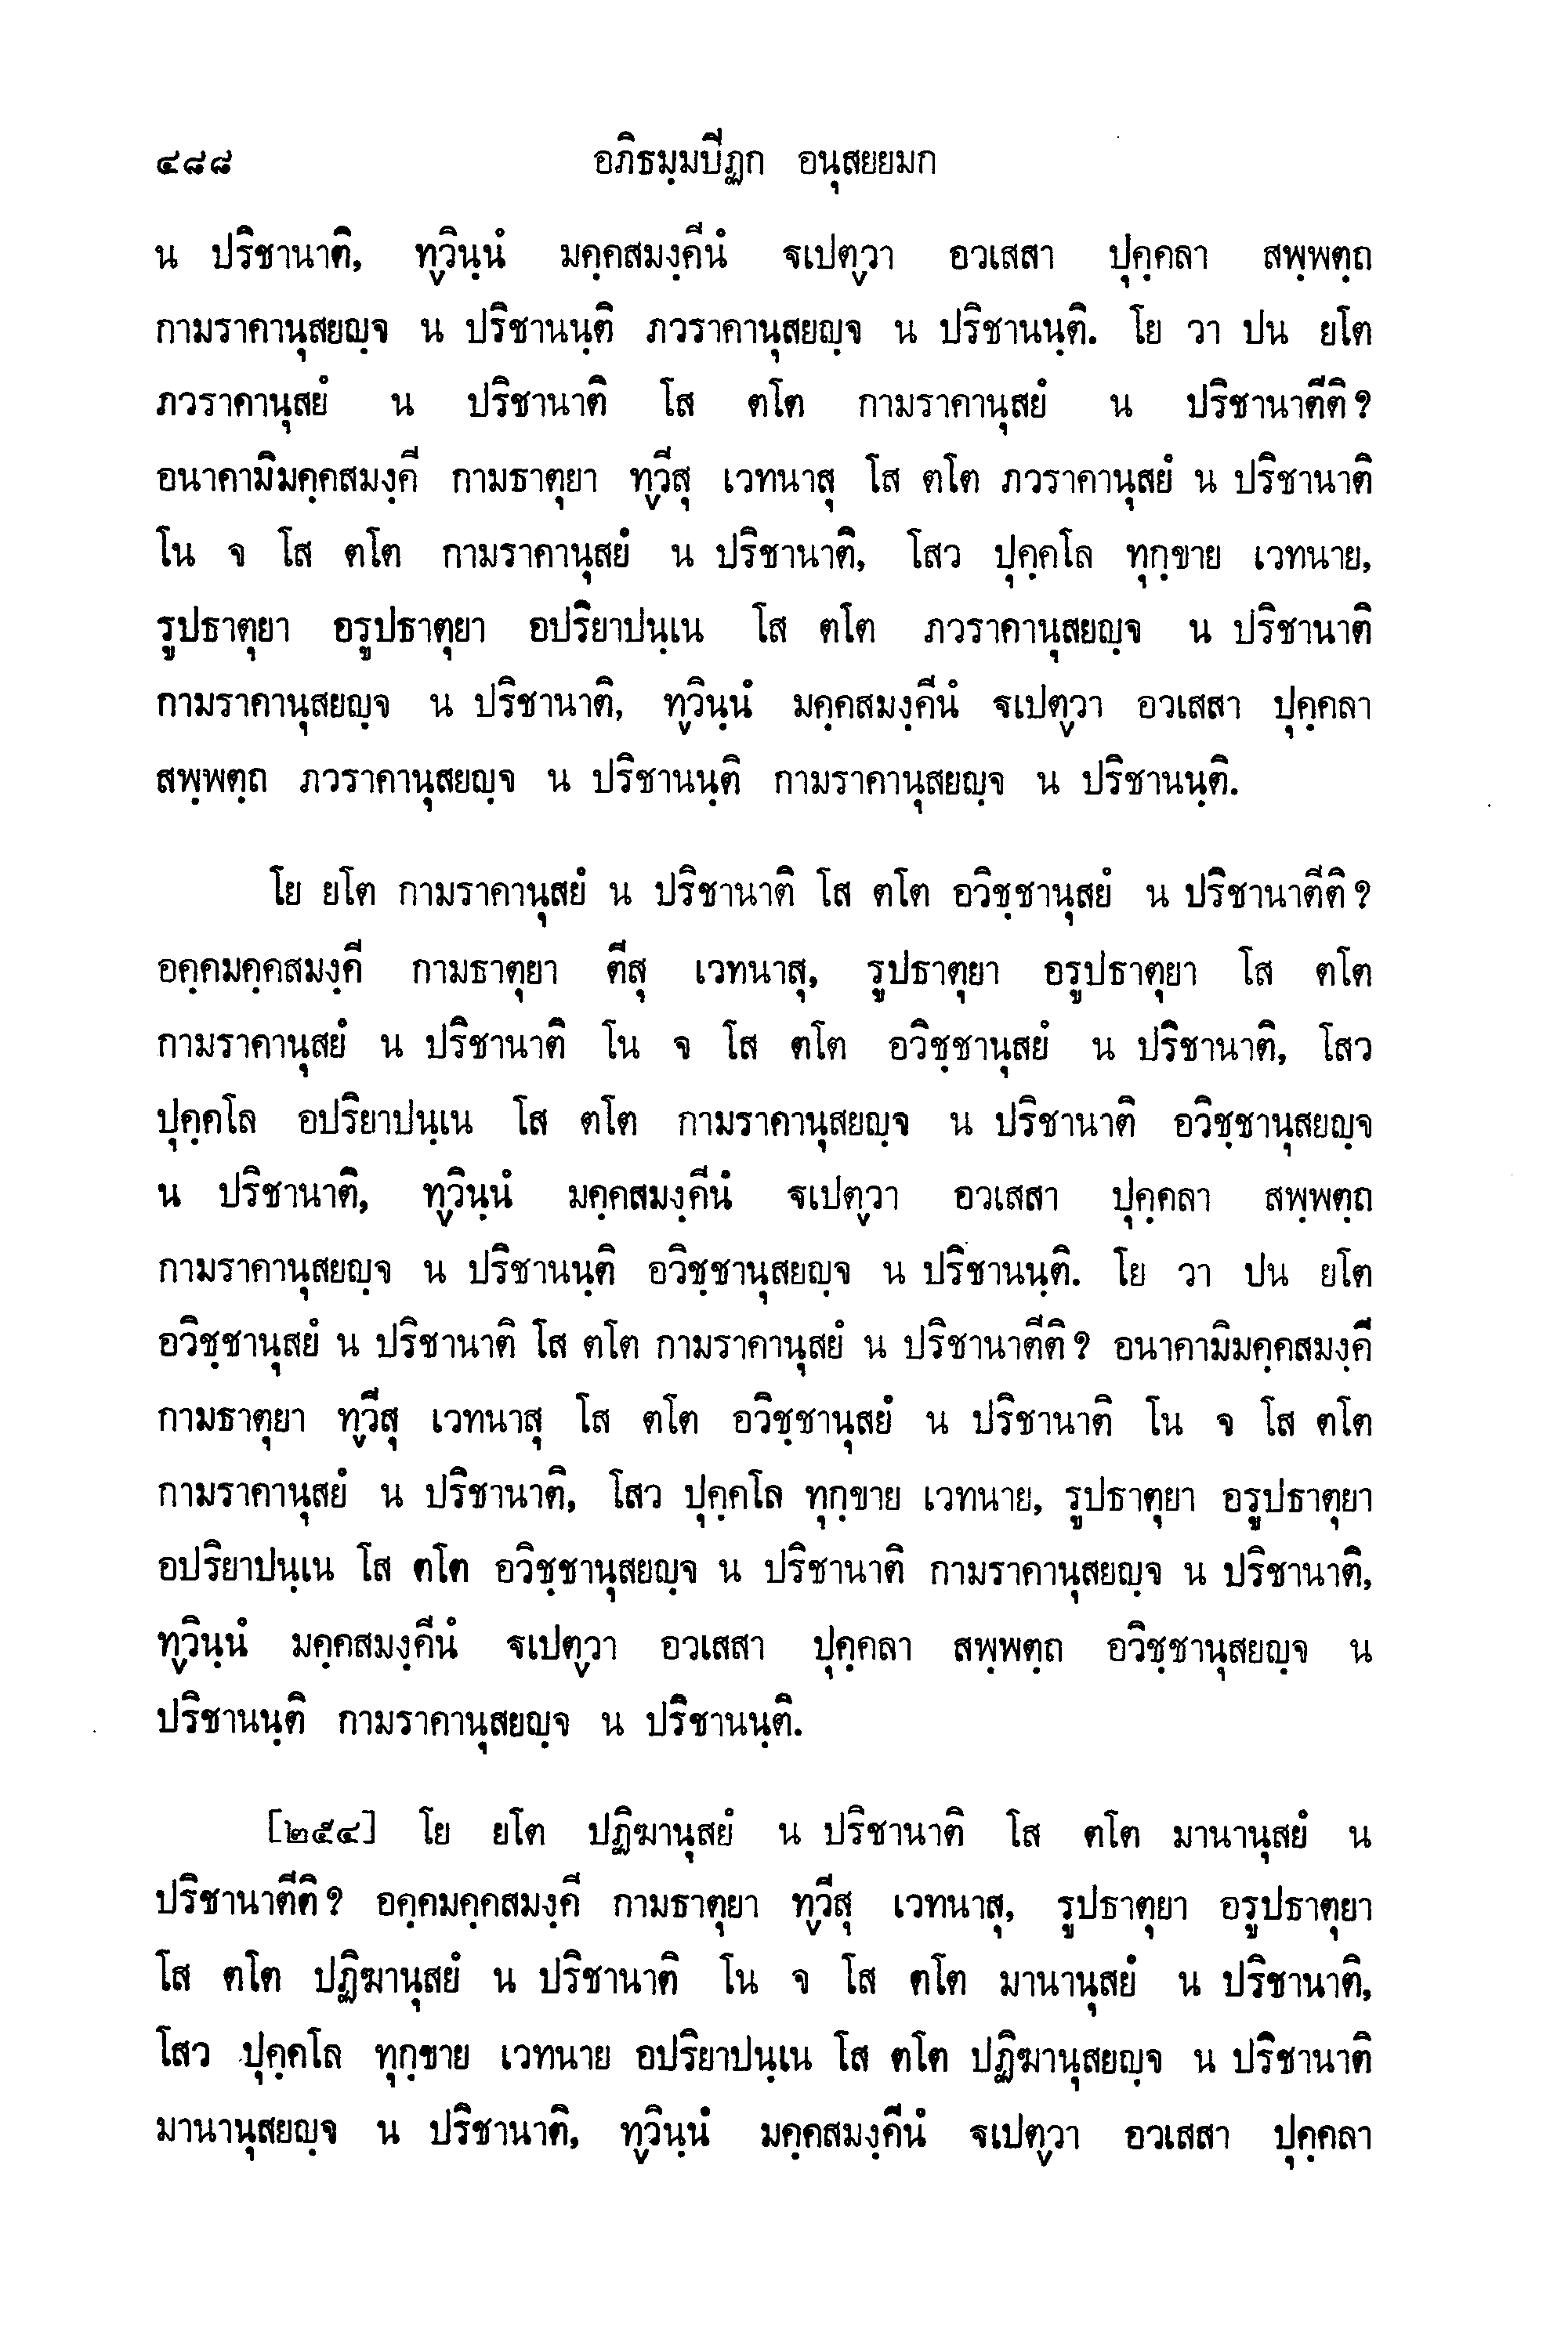 ๔๘๘ อภิธมฺมปีฏก อนุสยยมก
น ปริชานาติ, ทฺวินฺนํ มคฺคสมงฺคีนํ ฐเปตฺวา อวเสสา ปุคฺคลา สพฺพตฺถ
กามราคานุสยญฺจ น ปริชานนฺติ ภวราคานุสยญฺจ น ปริชานนฺติ. โย วา ปน ยโต
ภวราคานุสยํ น ปริชานาติ โส ตโต กามราคานุสยํ น ปริชานาตีติ ?
อนาคามิมคฺคสมงฺคี กามธาตุยา ทฺวีสุ เวทนาสุ โส ตโต ภวราคานุสยํ น ปริชานาติ
โน จ โส ตโต กามราคานุสยํ น ปริชานาติ, โสว ปุคฺคโล ทุกฺขาย เวทนาย,
รูปธาตุยา อรูปธาตุยา อปริยาปนฺเน โส ตโต ภวราคานุสยญฺจ น ปริชานาติ
กามราคานุสยญฺจ น ปริชานาติ, ทฺวินฺนํ มคฺคสมงฺคีนํ ฐเปตฺวา อวเสสา ปุคฺคลา
สพฺพตฺถ ภวราคานุสยญฺจ น ปริชานนฺติ กามราคานุสยญฺจ น ปริชานนฺติ.
โย ยโต กามราคานุสยํ น ปริชานาติ โส ตโต อวิชฺชานุสยํ น ปริชานาตีติ ?
อคฺคมคฺคสมงฺคี กามธาตุยา ตีสุ เวทนาสุ, รูปธาตุยา อรูปธาตุยา โส ตโต
กามราคานุสยํ น ปริชานาติ โน จ โส ตโต อวิชฺชานุสยํ น ปริชานาติ, โสว
ปุคฺคโล อปริยาปนฺเน โส ตโต กามราคานุสยญฺจ น ปริชานาติ อวิชฺชานุสยญฺจ
น ปริชานาติ, ทฺวินฺนํ มคฺคสมงฺคีนํ ฐเปตฺวา อวเสสา ปุคฺคลา สพฺพตฺถ
กามราคานุสยญฺจ น ปริชานนฺติ อวิชฺชานุสยญฺจ น ปริชานนฺติ. โย วา ปน ยโต
อวิชฺชานุสยํ น ปริชานาติ โส ตโต กามราคานุสยํ น ปริชานาตีติ ? อนาคามิมคฺคสมงฺคี
กามธาตุยา ทฺวีสุ เวทนาสุ โส ตโต อวิชฺชานุสยํ น ปริชานาติ โน จ โส ตโต
กามราคานุสยํ น ปริชานาติ, โสว ปุคฺคโล ทุกฺขาย เวทนาย, รูปธาตุยา อรูปธาตุยา
อปริยาปนฺเน โส ตโต อวิชฺชานุสยญฺจ น ปริชานาติ กามราคานุสยญฺจ น ปริชานาติ,
ทฺวินฺนํ มคฺคสมงฺคีนํ ฐเปตฺวา อวเสสา ปุคฺคลา สพฺพตฺถ อวิชฺชานุสยญฺจ น
ปริชานนฺติ กามราคานุสยญฺจ น ปริชานนฺติ.
[๒๕๔] โย ยโต ปฏิฆานุสยํ น ปริชานาติ โส ตโต มานานุสยํ น
ปริชานาตีติ ? อคฺคมคฺคสมงฺคี กามธาตุยา ทฺวีสุ เวทนาสุ, รูปธาตุยา อรูปธาตุยา
โส ตโต ปฏิฆานุสยํ น ปริชานาติ โน จ โส ตโต มานานุสยํ น ปริชานาติ,
โสว ปุคฺคโล ทุกฺขาย เวทนาย อปริยาปนฺเน โส ตโต ปฏิฆานุสยญฺจ น ปริชานาติ
มานานุสยญฺจ น ปริชานาติ, ทฺวินฺนํ มคฺคสมงฺคีนํ ฐเปตฺวา อวเสสา ปุคฺคลา